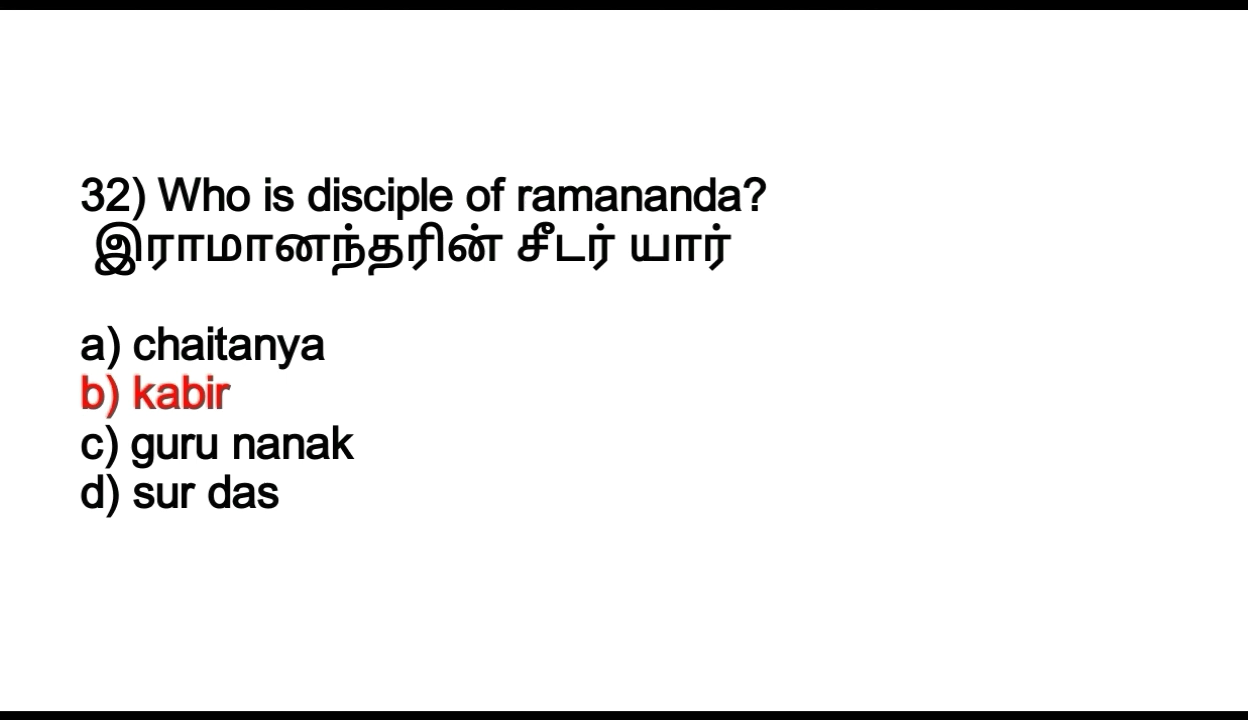 32) Who is disciple of ramananda?
இராமானந்தரின் சீடர் யார்
a) chaitanya
b) kabir
c) guru nanak
d) sur das